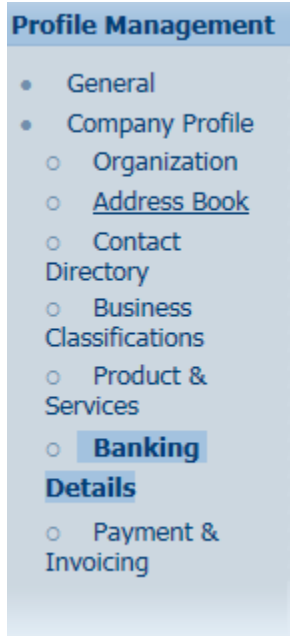 Profile Management
General
Company Profile
Organization
Address Book
Contact
Directory
Business
Classifications
Product &
Services
Banking
Details
Payment &
Invoicing